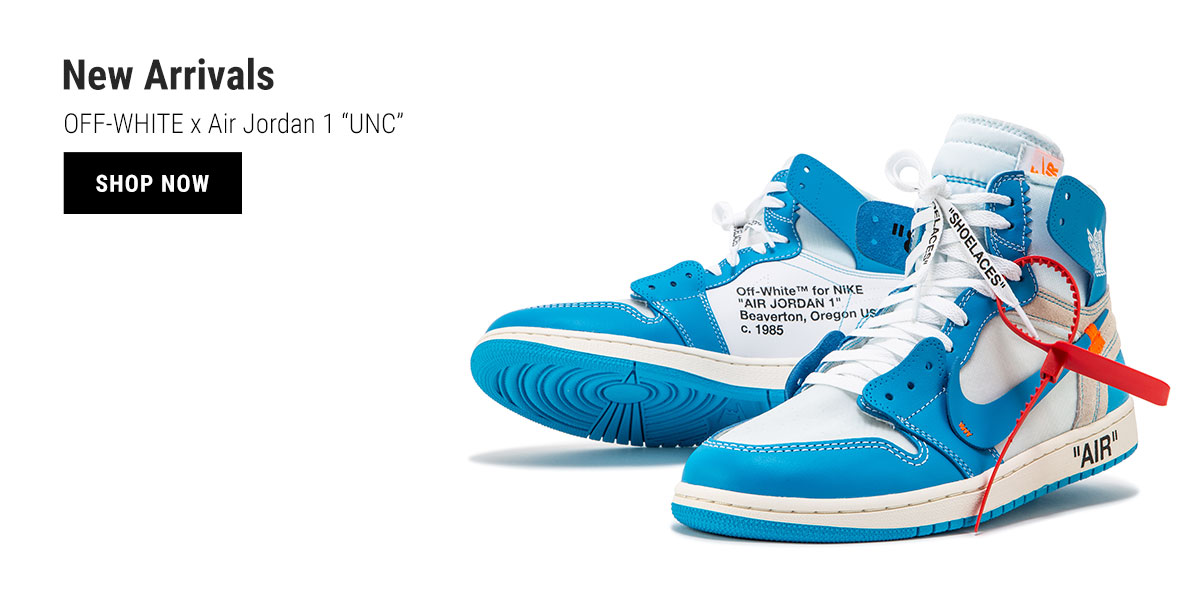 New Arrivals
OFF-WHITE x Air Jordan 1 “UNC”
SHOP NOW
Off-White™ for NIKE
"AIR JORDAN 1"
Beaverton, Oregon
c. 1985
"SHOELACES"
"AIR"